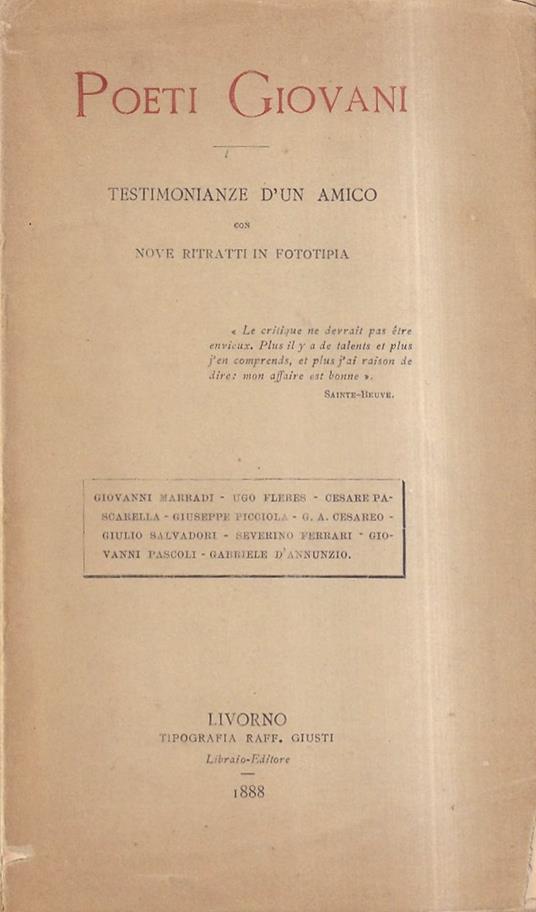 POETI GIOVANI
TESTIMONIANZE D'UN AMICO
CON
NOVE RITRATTI IN FOTOTIPIA
« Le critique ne devrait pas être
envieux. Plus il y a de talents et plus
j'en comprends, et plus j'ai raison de
dire: mon affaire est bonne ».
SAINTE-BEUVE.
GIOVANNI MARRADI - UGO FLERES - CESARE PA-
SCARELLA - GIUSEPPE PICCIOLA - G. A. CESAREO -
GIULIO SALVADORI - SEVERINO FERRARI - GIO-
VANNI PASCOLI - GABRIELE D'ANNUNZIO.
LIVORNO
TIPOGRAFIA RAFF. GIUSTI
Libraio-Editore
1888